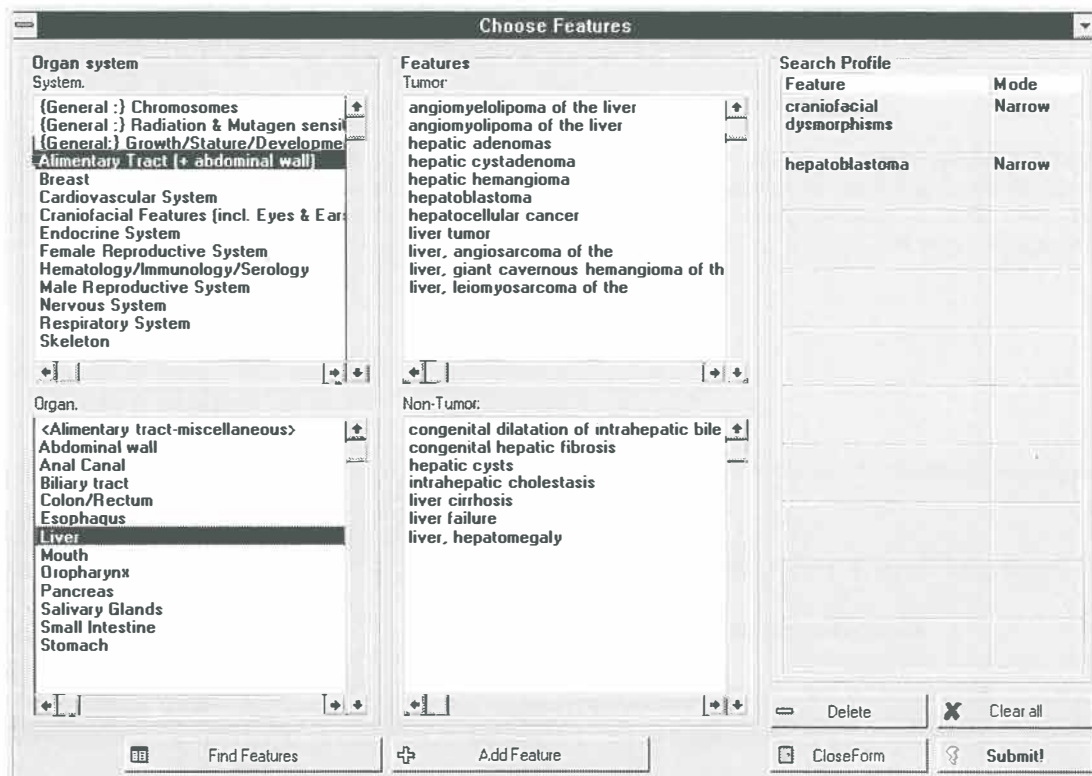 Choose Features
Organ system
System.
{General :} Chromosomes
{General :} Radiation & Mutagen sensit
{General:} Growth/Stature/Developme
Alimentary Tract (+ abdominal wall)
Breast
Cardiovascular System
Craniofacial Features (incl. Eyes & Ears
Endocrine System
Female Reproductive System
Hematology/Immunology/Serology
Male Reproductive System
Nervous System
Respiratory System
Skeleton
Organ.
<Alimentary tract-miscellaneous>
Abdominal wall
Anal Canal
Biliary tract
Colon/Rectum
Esophagus
Liver
Mouth
Oropharynx
Pancreas
Salivary Glands
Small Intestine
Stomach
Find Features
Features
Tumor
angiomyelolipoma of the liver
angiomyolipoma of the liver
hepatic adenomas
hepatic cystadenoma
hepatic hemangioma
hepatoblastoma
hepatocellular cancer
liver tumor
liver, angiosarcoma of the
liver, giant cavernous hemangioma of th
liver, leiomyosarcoma of the
Non-Tumor:
congenital dilatation of intrahepatic bile
congenital hepatic fibrosis
hepatic cysts
intrahepatic cholestasis
liver cirrhosis
liver failure
liver, hepatomegaly
Add Feature
Search Profile
Feature Mode
craniofacial Narrow
dysmorphisms
hepatoblastoma Narrow
Delete
Clear all
CloseForm
Submit!